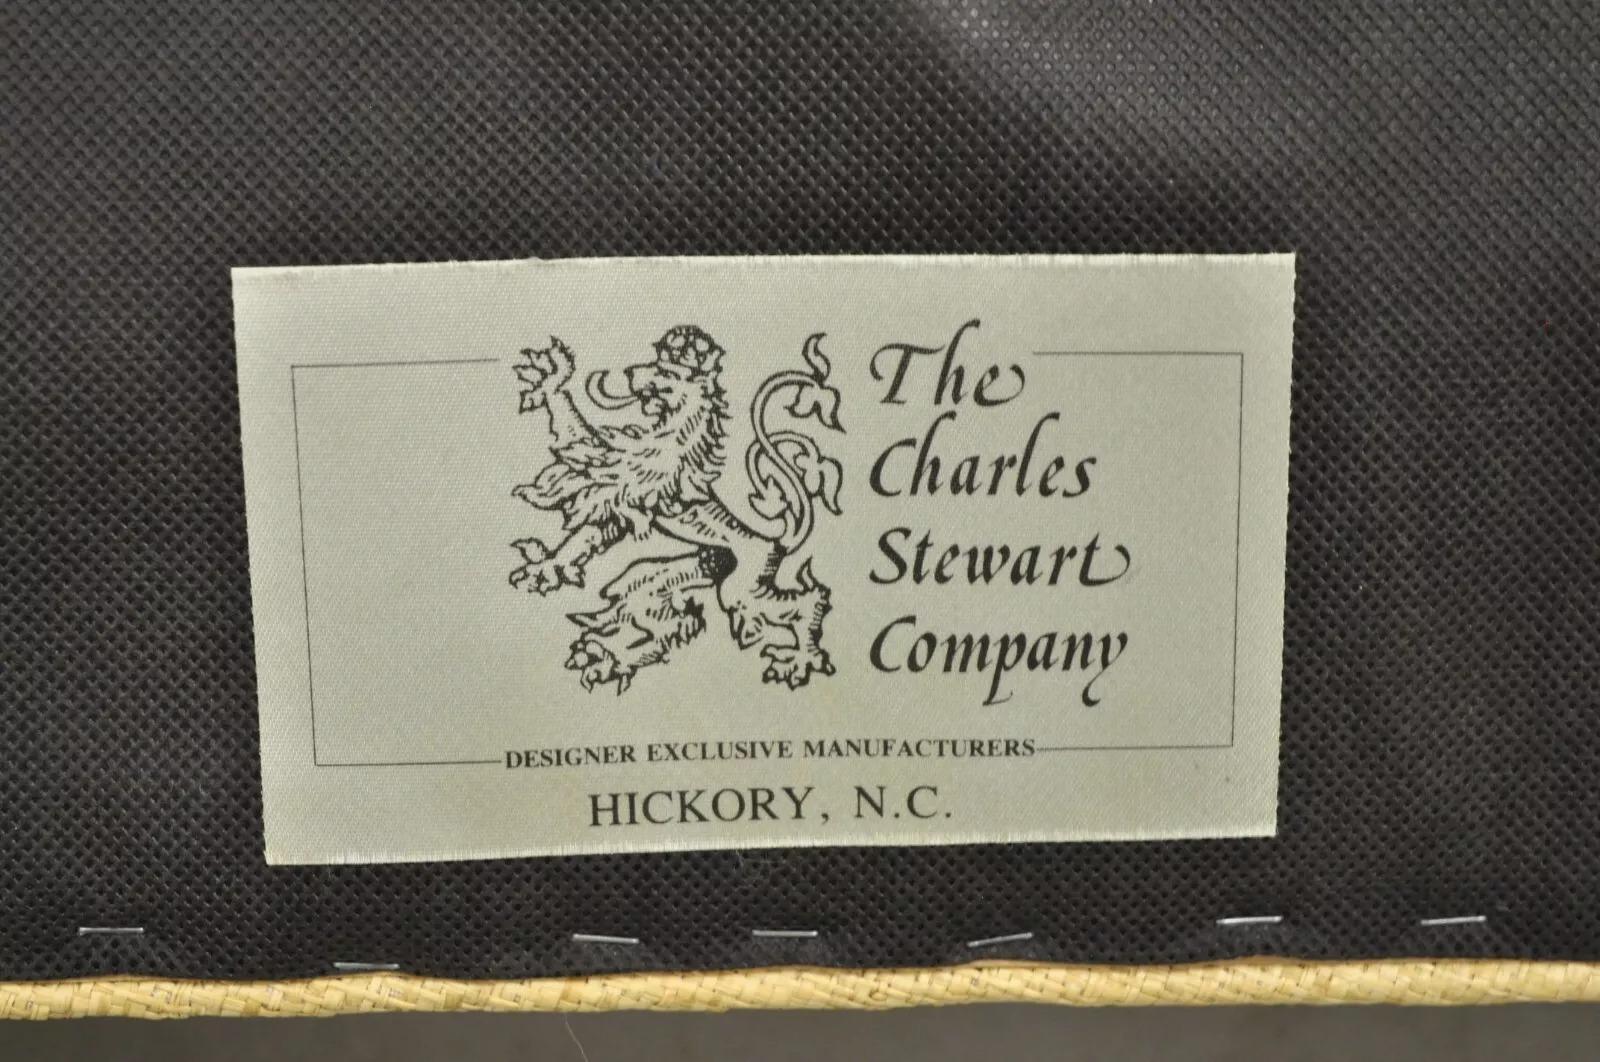 The
Charles
Stewart
Company
DESIGNER EXCLUSIVE MANUFACTURERS
HICKORY, N.C.